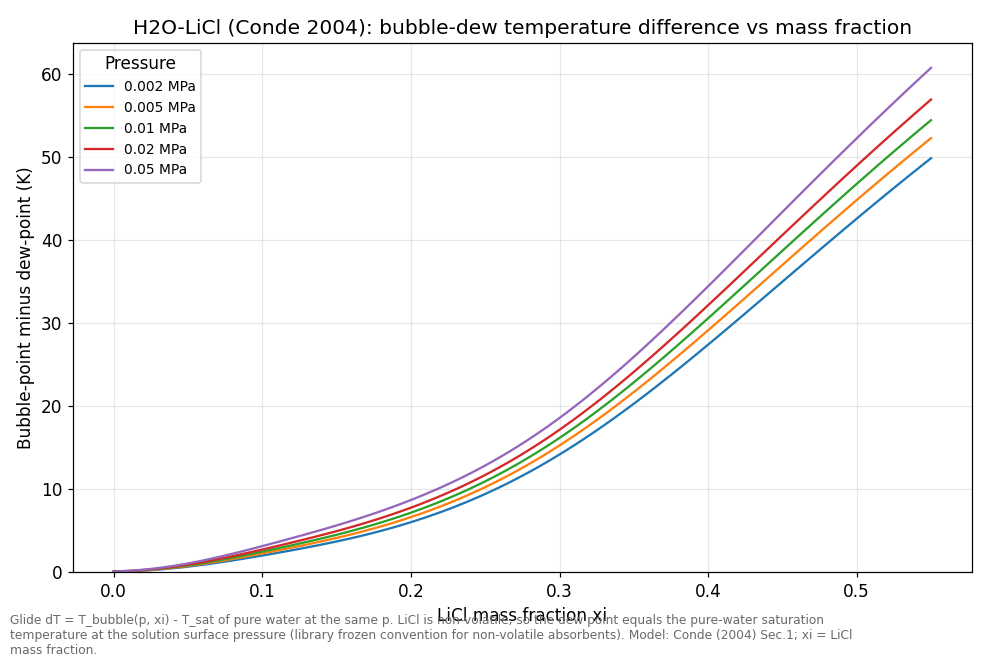 H2O-LiCl (Conde 2004): bubble-dew temperature difference vs mass fraction
Pressure
0.002 MPa
0.005 MPa
0.01 MPa
0.02 MPa
0.05 MPa
Bubble-point minus dew-point (K)
60
50
40
30
20
10
0
0.0 0.1 0.2 0.3 0.4 0.5
LiCl mass fraction xi
Glide dT = T_bubble(p, xi) - T_sat of pure water at the same p. LiCl is non-volatile, so the dew point equals the pure-water saturation
temperature at the solution surface pressure (library frozen convention for non-volatile absorbents). Model: Conde (2004) Sec.1; xi = LiCl
mass fraction.